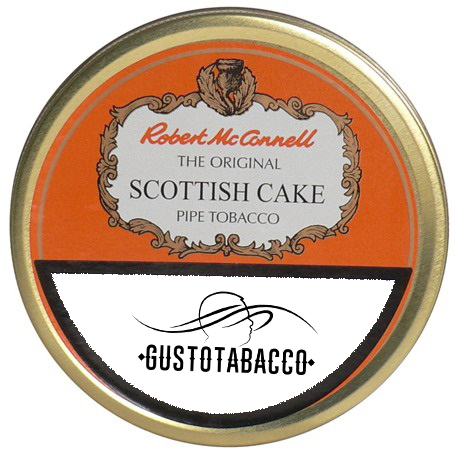 Robert McConnell
THE ORIGINAL
SCOTTISH CAKE
PIPE TOBACCO
GUSTOTABACCO